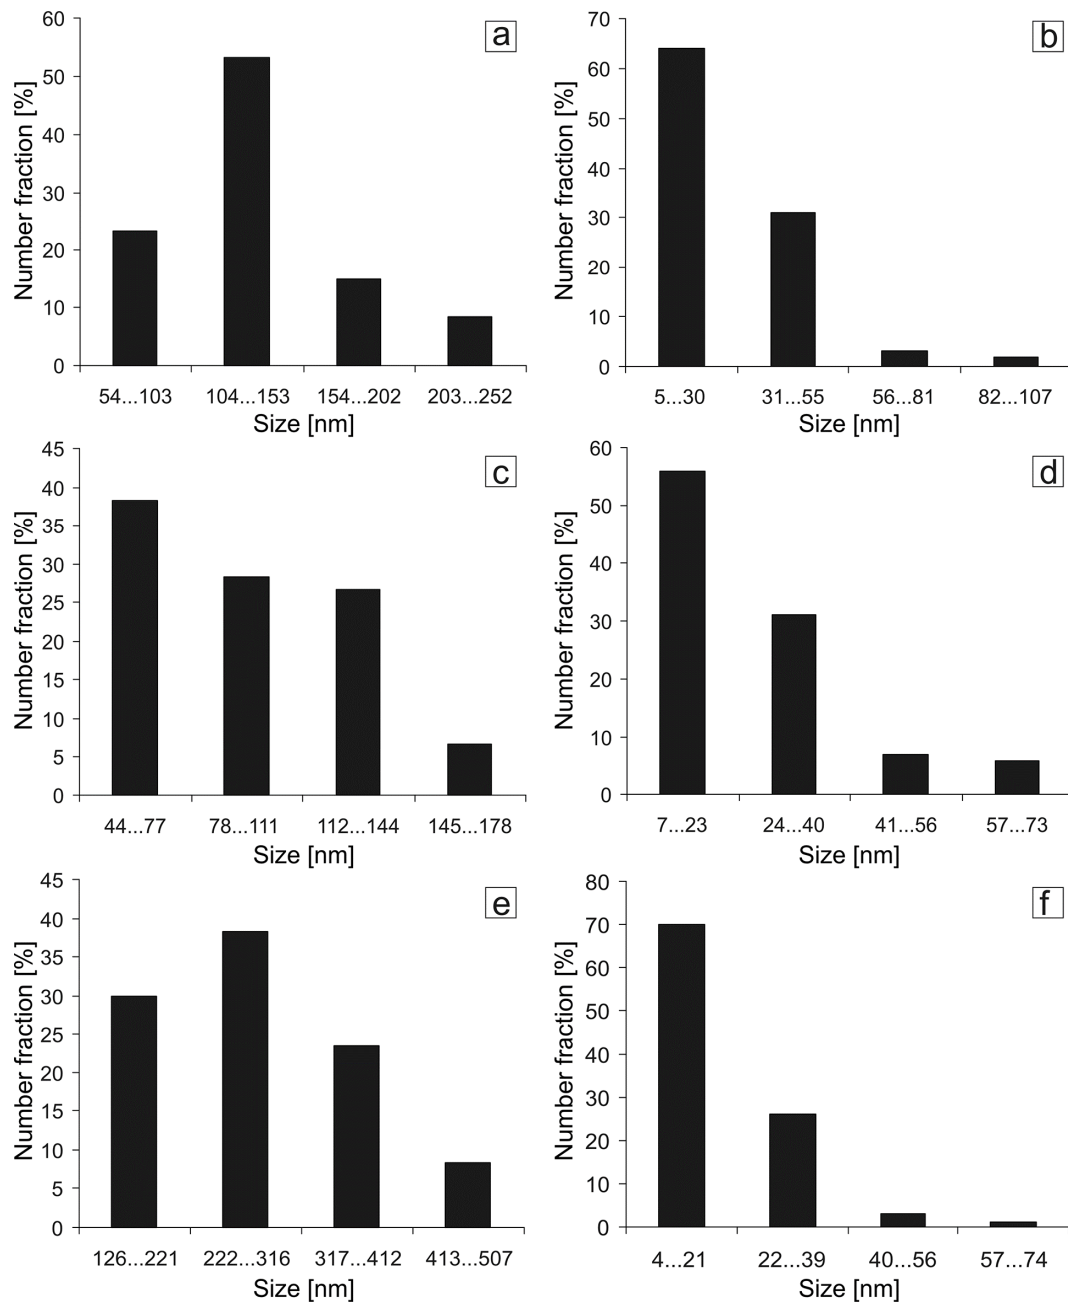 a
Number fraction [%]
60
50
40
30
20
10
0
54...103 104...153 154...202 203...252
Size [nm]
b
Number fraction [%]
70
60
50
40
30
20
10
0
5...30 31...55 56...81 82...107
Size [nm]
c
Number fraction [%]
45
40
35
30
25
20
15
10
5
0
44...77 78...111 112...144 145...178
Size [nm]
d
Number fraction [%]
60
50
40
30
20
10
0
7...23 24...40 41...56 57...73
Size [nm]
e
Number fraction [%]
45
40
35
30
25
20
15
10
5
0
126...221 222...316 317...412 413...507
Size [nm]
f
Number fraction [%]
80
70
60
50
40
30
20
10
0
4...21 22...39 40...56 57...74
Size [nm]